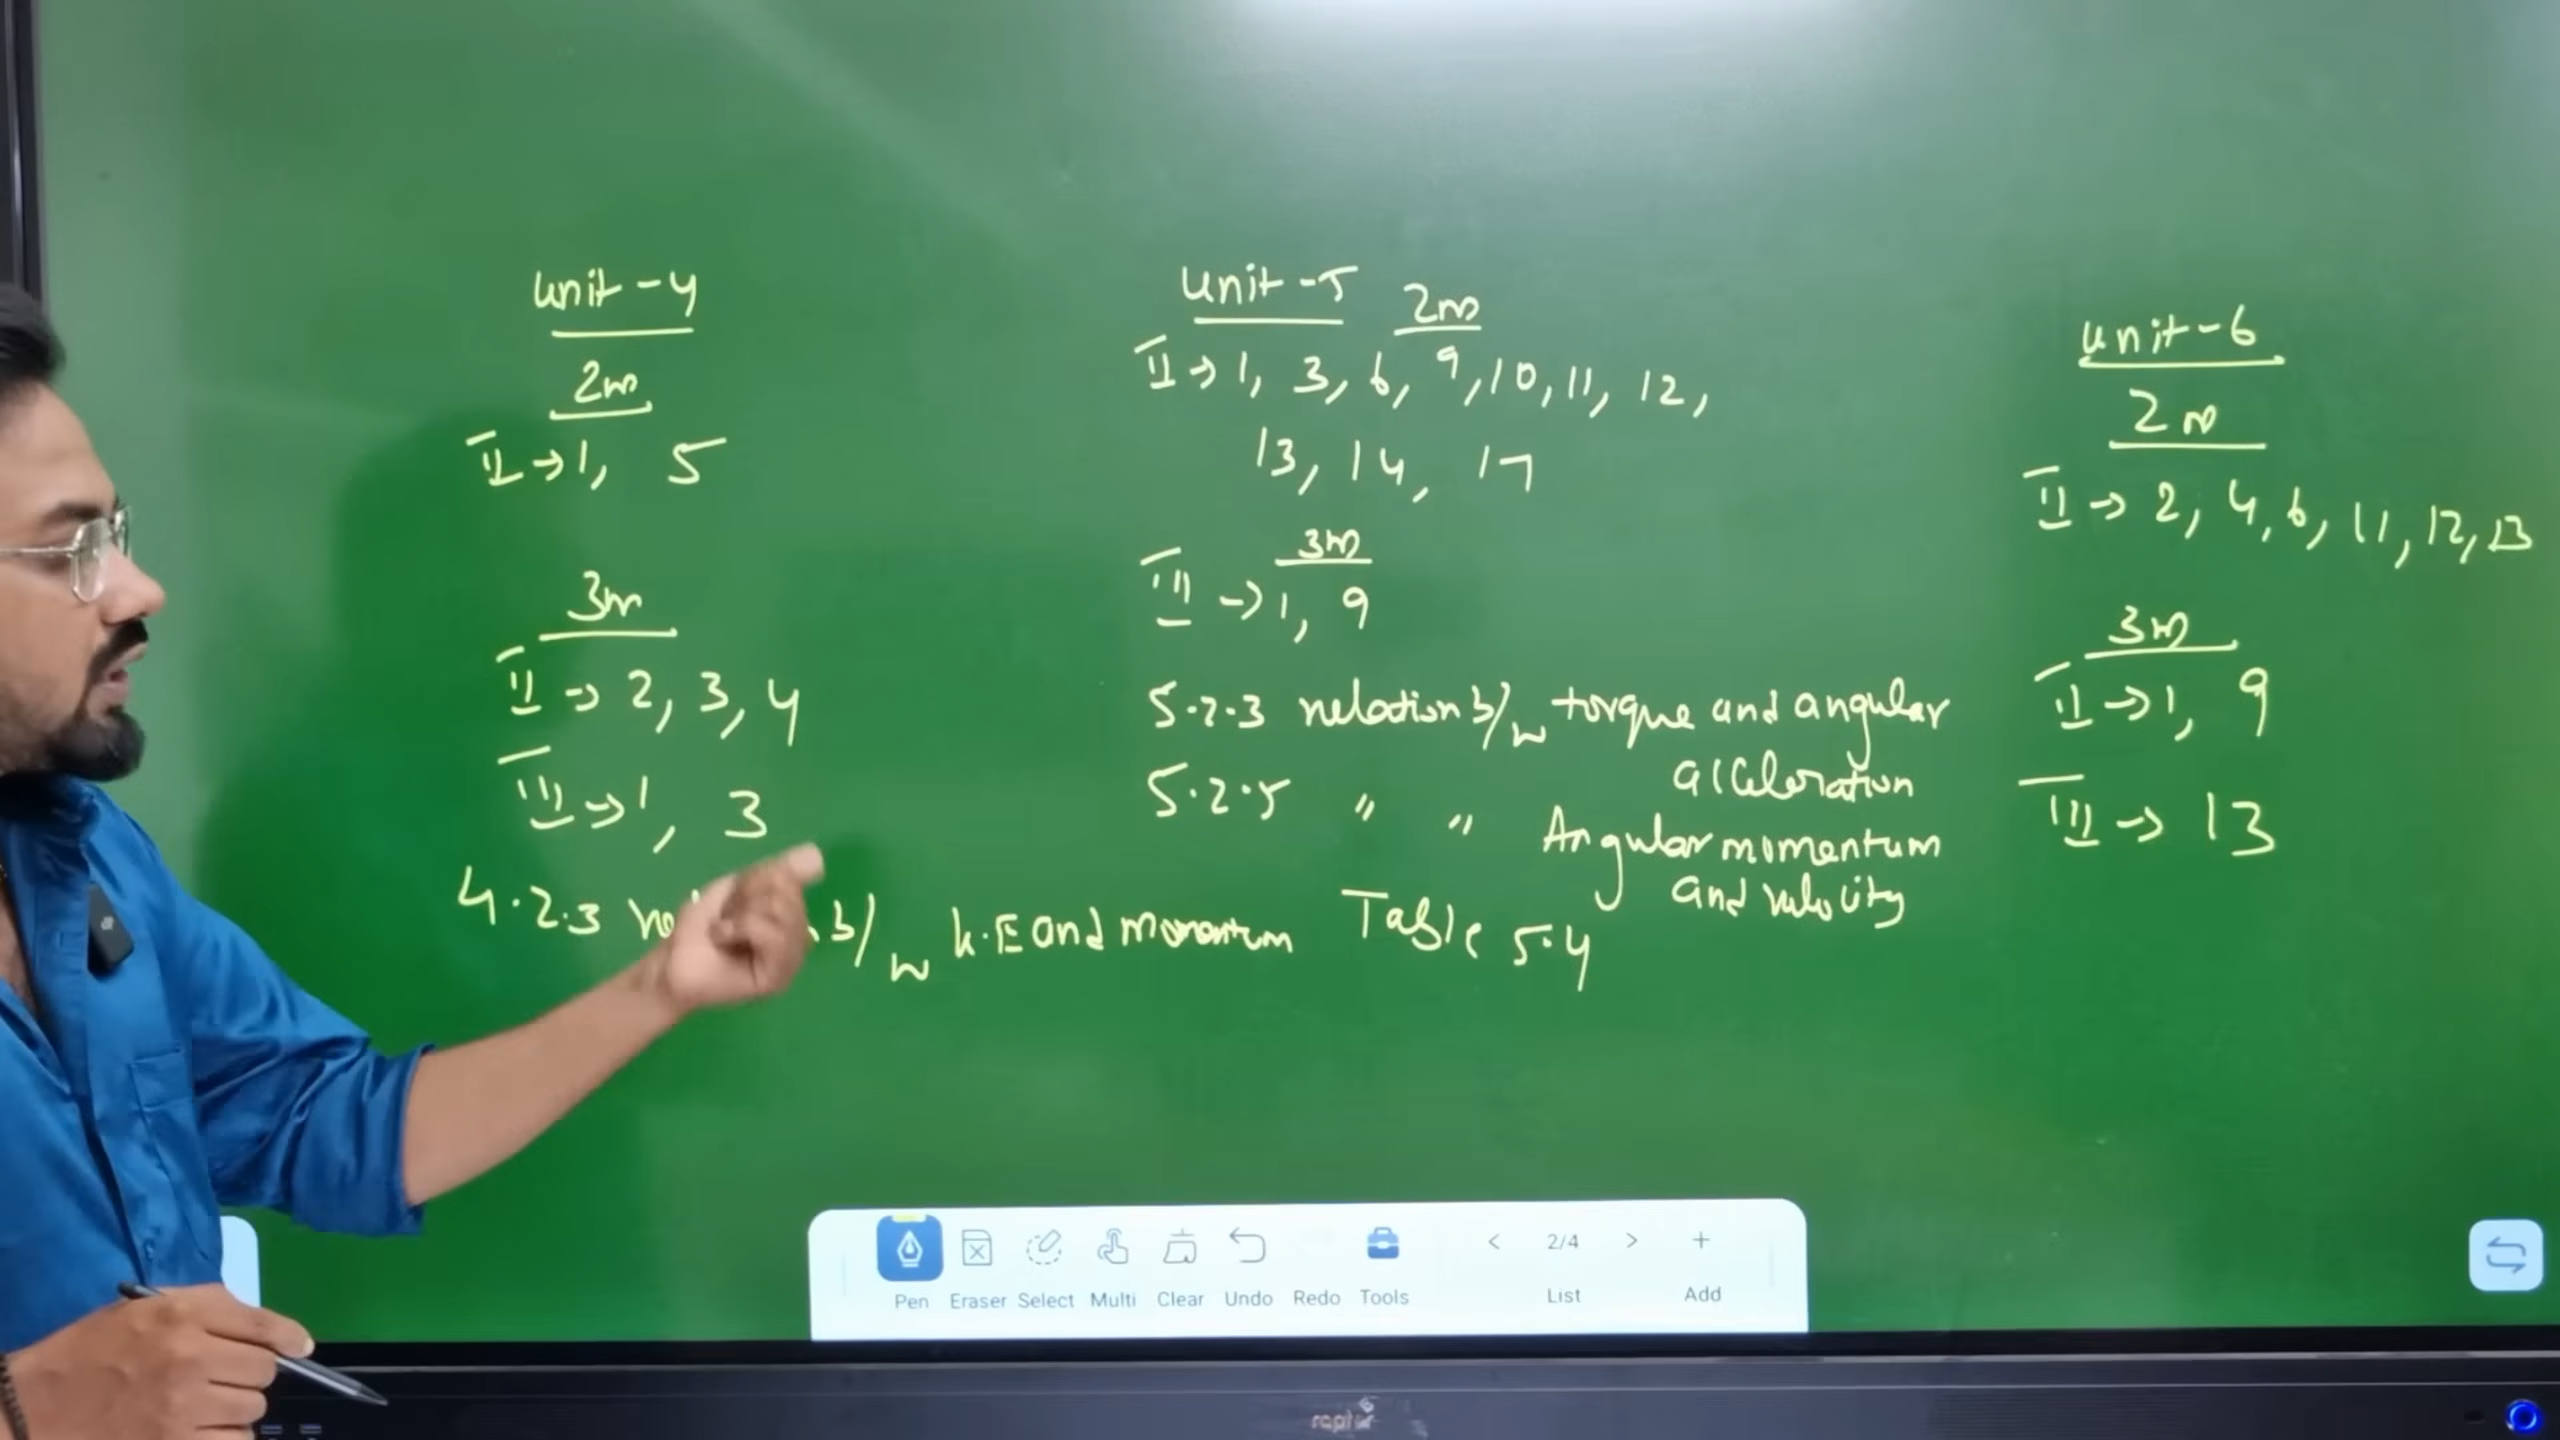 unit-4
2m
II → 1, 5
3m
II → 2, 3, 4
III → 1, 3
4.2.3 b/w k.E and momentum
unit-5 2m
II → 1, 3, 6, 9, 10, 11, 12,
13, 14, 17
3m
III → 1, 9
5.2.3 relation b/w torque and angular
acceleration
5.2.5 " " Angular momentum
and velocity
Table 5.4
unit-6
2m
II → 2, 4, 6, 11, 12, 13
3m
II → 1, 9
III → 13
Pen Eraser Select Multi Clear Undo Redo Tools
< 2/4 > +
List Add
raptor